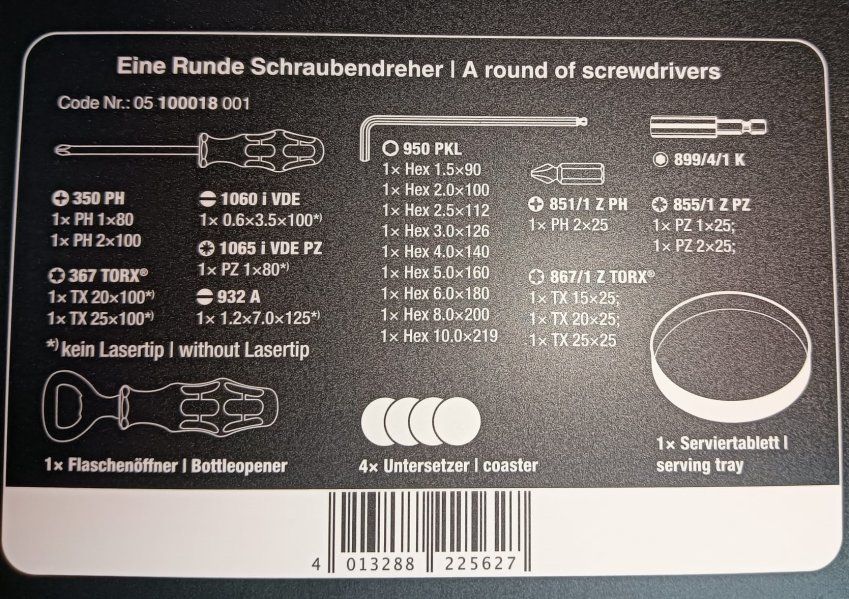 Eine Runde Schraubendreher | A round of screwdrivers
Code Nr.: 05 100018 001
350 PH
1× PH 1×80
1× PH 2×100
367 TORX®
1× TX 20×100*)
1× TX 25×100*)
1060 i VDE
1× 0.6×3.5×100*)
1065 i VDE PZ
1× PZ 1×80*)
932 A
1× 1.2×7.0×125*)
*) kein Lasertip | without Lasertip
950 PKL
1× Hex 1.5×90
1× Hex 2.0×100
1× Hex 2.5×112
1× Hex 3.0×126
1× Hex 4.0×140
1× Hex 5.0×160
1× Hex 6.0×180
1× Hex 8.0×200
1× Hex 10.0×219
851/1 Z PH
1× PH 2×25
867/1 Z TORX®
1× TX 15×25;
1× TX 20×25;
1× TX 25×25
899/4/1 K
855/1 Z PZ
1× PZ 1×25;
1× PZ 2×25;
1× Flaschenöffner | Bottleopener
4× Untersetzer | coaster
1× Serviertablett |
serving tray
4 013288 225627